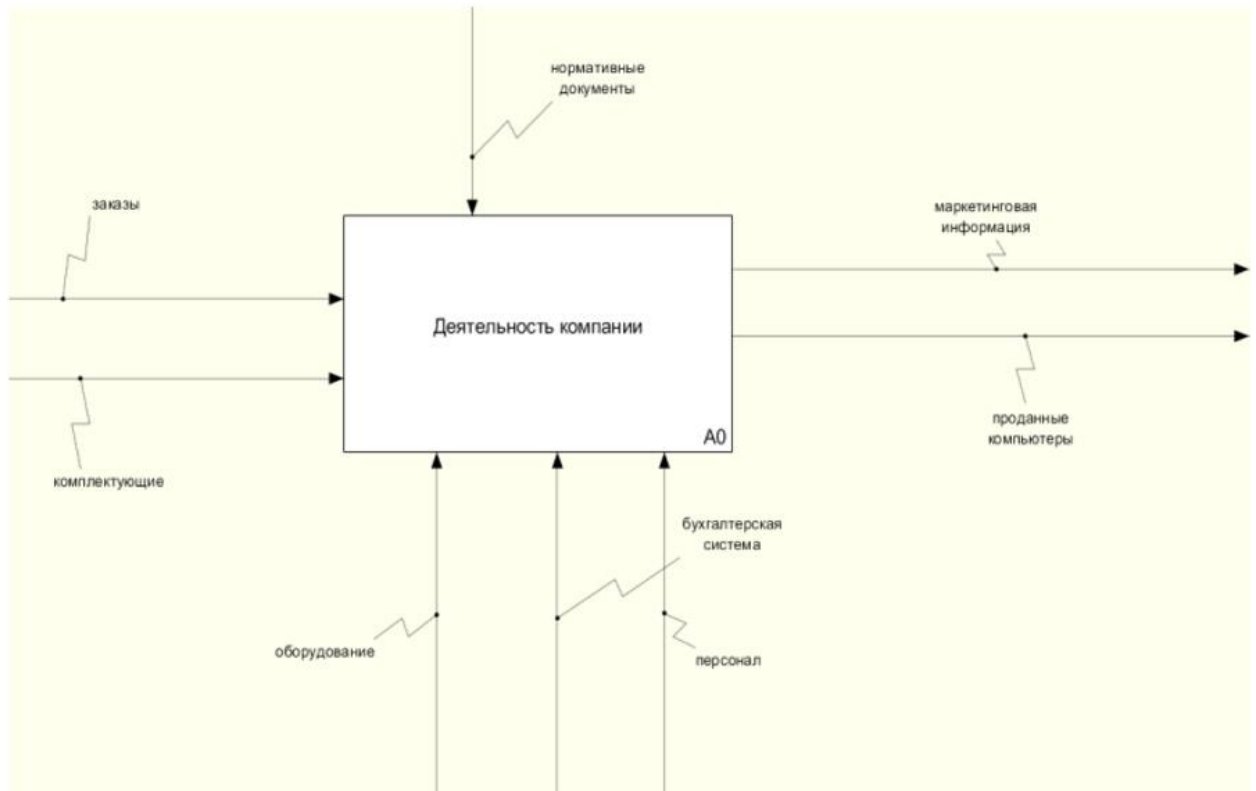 нормативные
документы
заказы
маркетинговая
информация
Деятельность компании
проданные
компьютеры
A0
комплектующие
бухгалтерская
система
оборудование
персонал